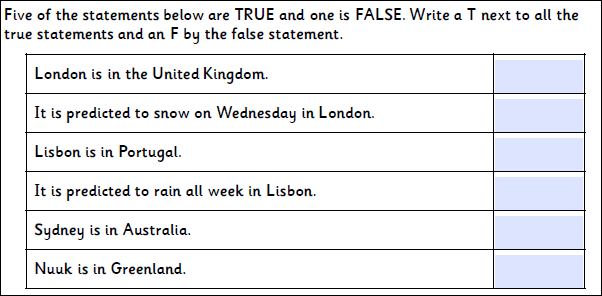 Five of the statements below are TRUE and one is FALSE. Write a T next to all the
true statements and an F by the false statement.
London is in the United Kingdom.
It is predicted to snow on Wednesday in London.
Lisbon is in Portugal.
It is predicted to rain all week in Lisbon.
Sydney is in Australia.
Nuuk is in Greenland.